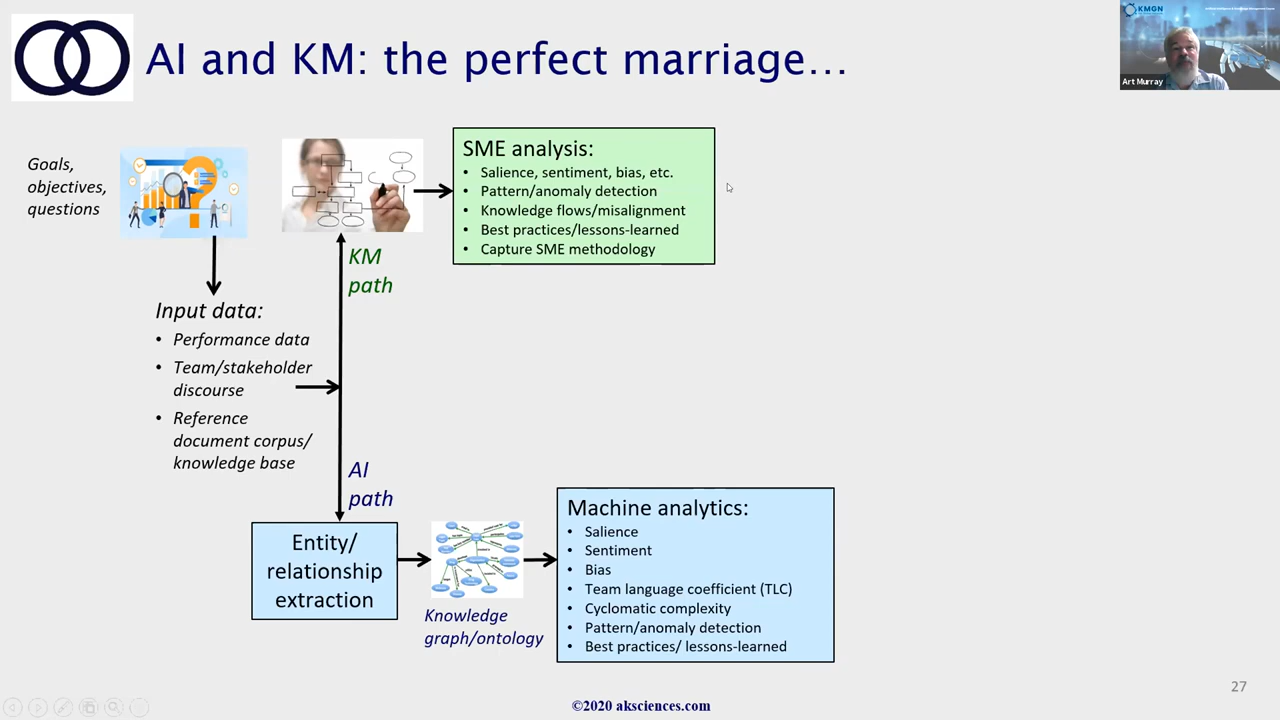 AI and KM: the perfect marriage…
KMGN
Art Murray
Goals,
objectives,
questions
SME analysis:
• Salience, sentiment, bias, etc.
• Pattern/anomaly detection
• Knowledge flows/misalignment
• Best practices/lessons-learned
• Capture SME methodology
KM
path
Input data:
• Performance data
• Team/stakeholder
discourse
• Reference
document corpus/
knowledge base
AI
path
Entity/
relationship
extraction
Knowledge
graph/ontology
Machine analytics:
• Salience
• Sentiment
• Bias
• Team language coefficient (TLC)
• Cyclomatic complexity
• Pattern/anomaly detection
• Best practices/ lessons-learned
27
©2020 aksciences.com